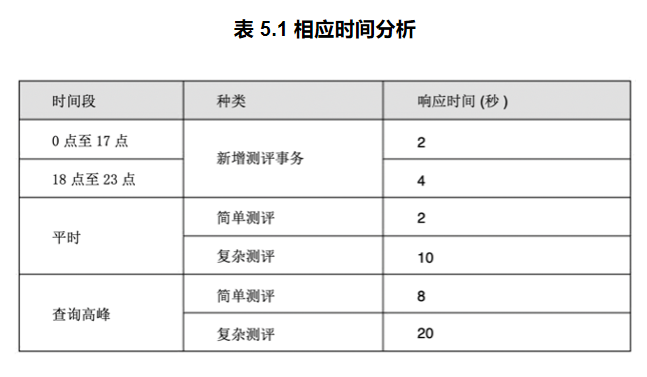 表 5.1 相应时间分析
时间段 种类 响应时间 (秒)
0 点至 17 点 新增测评事务 2
18 点至 23 点 4
平时 简单测评 2
复杂测评 10
查询高峰 简单测评 8
复杂测评 20